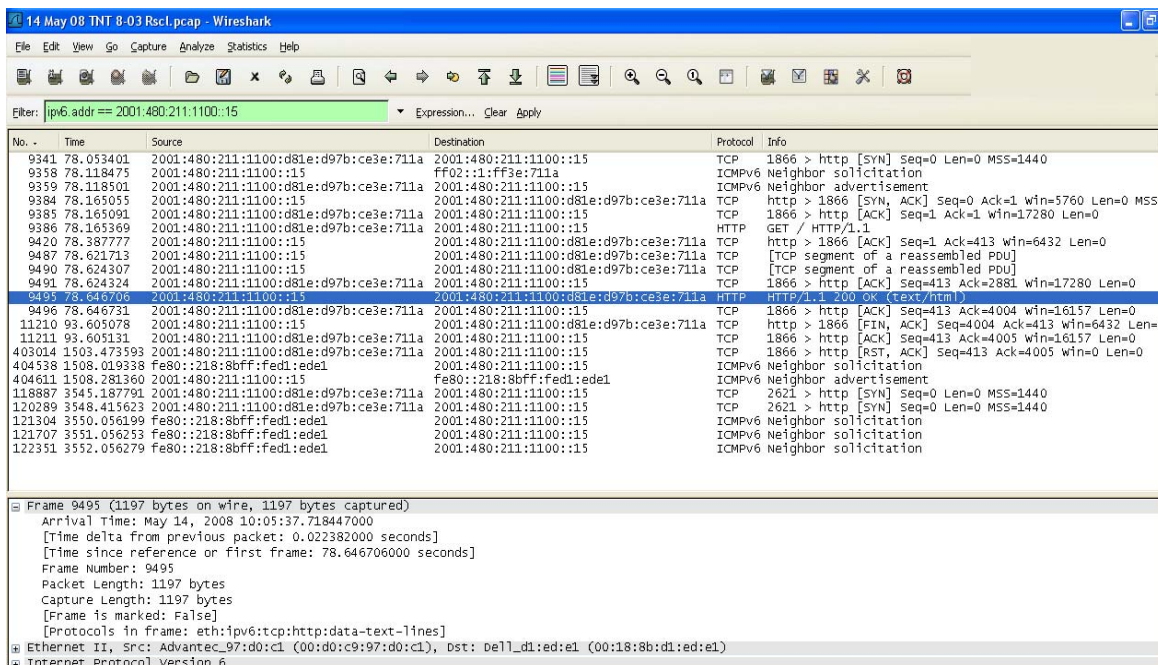 14 May 08 TNT 8-03 Rscl.pcap - Wireshark
File Edit View Go Capture Analyze Statistics Help
Filter: ipv6.addr == 2001:480:211:1100::15 Expression... Clear Apply
No. - Time Source Destination Protocol Info
9341 78.053401 2001:480:211:1100:d81e:d97b:ce3e:711a 2001:480:211:1100::15 TCP 1866 > http [SYN] Seq=0 Len=0 MSS=1440
9358 78.118475 2001:480:211:1100::15 ff02::1:ff3e:711a ICMPv6 Neighbor solicitation
9359 78.118501 2001:480:211:1100:d81e:d97b:ce3e:711a 2001:480:211:1100::15 ICMPv6 Neighbor advertisement
9384 78.165055 2001:480:211:1100::15 2001:480:211:1100:d81e:d97b:ce3e:711a TCP http > 1866 [SYN, ACK] Seq=0 Ack=1 Win=5760 Len=0 MSS
9385 78.165091 2001:480:211:1100:d81e:d97b:ce3e:711a 2001:480:211:1100::15 TCP 1866 > http [ACK] Seq=1 Ack=1 Win=17280 Len=0
9386 78.165369 2001:480:211:1100:d81e:d97b:ce3e:711a 2001:480:211:1100::15 HTTP GET / HTTP/1.1
9420 78.387777 2001:480:211:1100::15 2001:480:211:1100:d81e:d97b:ce3e:711a TCP http > 1866 [ACK] Seq=1 Ack=413 Win=6432 Len=0
9487 78.621713 2001:480:211:1100::15 2001:480:211:1100:d81e:d97b:ce3e:711a TCP [TCP segment of a reassembled PDU]
9490 78.624307 2001:480:211:1100::15 2001:480:211:1100:d81e:d97b:ce3e:711a TCP [TCP segment of a reassembled PDU]
9491 78.624324 2001:480:211:1100:d81e:d97b:ce3e:711a 2001:480:211:1100::15 TCP 1866 > http [ACK] Seq=413 Ack=2881 Win=17280 Len=0
9495 78.646706 2001:480:211:1100::15 2001:480:211:1100:d81e:d97b:ce3e:711a HTTP HTTP/1.1 200 OK (text/html)
9496 78.646731 2001:480:211:1100:d81e:d97b:ce3e:711a 2001:480:211:1100::15 TCP 1866 > http [ACK] Seq=413 Ack=4004 Win=16157 Len=0
11210 93.605078 2001:480:211:1100::15 2001:480:211:1100:d81e:d97b:ce3e:711a TCP http > 1866 [FIN, ACK] Seq=4004 Ack=413 Win=6432 Len=
11211 93.605131 2001:480:211:1100:d81e:d97b:ce3e:711a 2001:480:211:1100::15 TCP 1866 > http [ACK] Seq=413 Ack=4005 Win=16157 Len=0
403014 1503.473593 2001:480:211:1100:d81e:d97b:ce3e:711a 2001:480:211:1100::15 TCP 1866 > http [RST, ACK] Seq=413 Ack=4005 Win=0 Len=0
404538 1508.019338 fe80::218:8bff:fed1:ede1 2001:480:211:1100::15 ICMPv6 Neighbor solicitation
404611 1508.281360 2001:480:211:1100::15 fe80::218:8bff:fed1:ede1 ICMPv6 Neighbor advertisement
118887 3545.187791 2001:480:211:1100:d81e:d97b:ce3e:711a 2001:480:211:1100::15 TCP 2621 > http [SYN] Seq=0 Len=0 MSS=1440
120289 3548.415623 2001:480:211:1100:d81e:d97b:ce3e:711a 2001:480:211:1100::15 TCP 2621 > http [SYN] Seq=0 Len=0 MSS=1440
121304 3550.056199 fe80::218:8bff:fed1:ede1 2001:480:211:1100::15 ICMPv6 Neighbor solicitation
121707 3551.056253 fe80::218:8bff:fed1:ede1 2001:480:211:1100::15 ICMPv6 Neighbor solicitation
122351 3552.056279 fe80::218:8bff:fed1:ede1 2001:480:211:1100::15 ICMPv6 Neighbor solicitation
Frame 9495 (1197 bytes on wire, 1197 bytes captured)
Arrival Time: May 14, 2008 10:05:37.718447000
[Time delta from previous packet: 0.022382000 seconds]
[Time since reference or first frame: 78.646706000 seconds]
Frame Number: 9495
Packet Length: 1197 bytes
Capture Length: 1197 bytes
[Frame is marked: False]
[Protocols in frame: eth:ipv6:tcp:http:data-text-lines]
Ethernet II, Src: Advantec_97:d0:c1 (00:d0:c9:97:d0:c1), Dst: Dell_d1:ed:e1 (00:18:8b:d1:ed:e1)
Internet Protocol Version 6